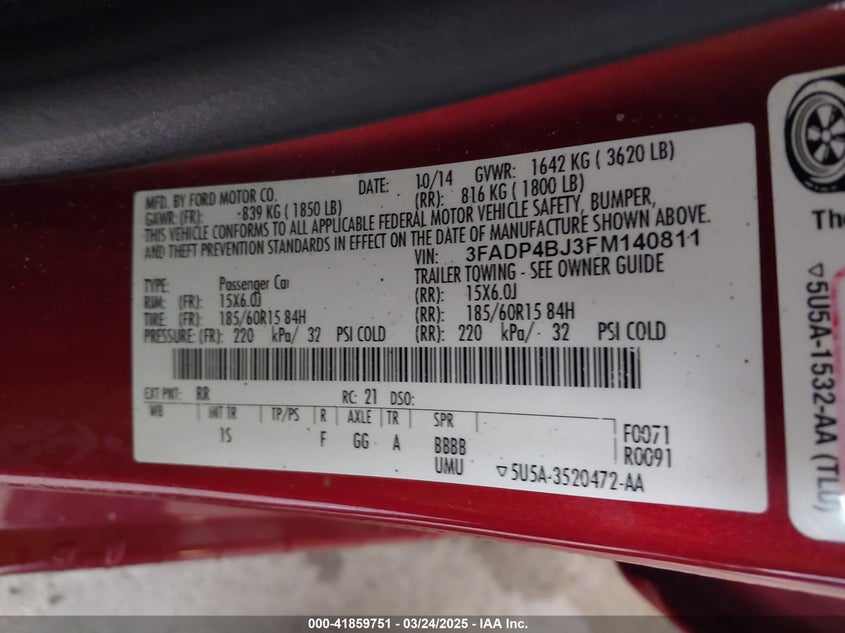 MFD. BY FORD MOTOR CO. DATE: 10/14 GVWR: 1642 KG ( 3620 LB)
GAWR: (FR): 839 KG ( 1850 LB) (RR): 816 KG ( 1800 LB)
THIS VEHICLE CONFORMS TO ALL APPLICABLE FEDERAL MOTOR VEHICLE SAFETY, BUMPER,
AND THEFT PREVENTION STANDARDS IN EFFECT ON THE DATE OF MANUFACTURE SHOWN ABOVE.
VIN: 3FADP4BJ3FM140811
TYPE: Passenger Car TRAILER TOWING - SEE OWNER GUIDE
RIM: (FR): 15X6.0J (RR): 15X6.0J
TIRE: (FR): 185/60R15 84H (RR): 185/60R15 84H
PRESSURE: (FR): 220 kPa/ 32 PSI COLD (RR): 220 kPa/ 32 PSI COLD
EXT PNT: RR RC: 21 DSO:
WB INT TR TP/PS R AXLE TR SPR
1S F GG A BBBB
UMU
F0071
R0091
▽5U5A-3520472-AA
The
▽5U5A-1532-AA (TLU)
000-41859751 — 03/24/2025 — IAA Inc.